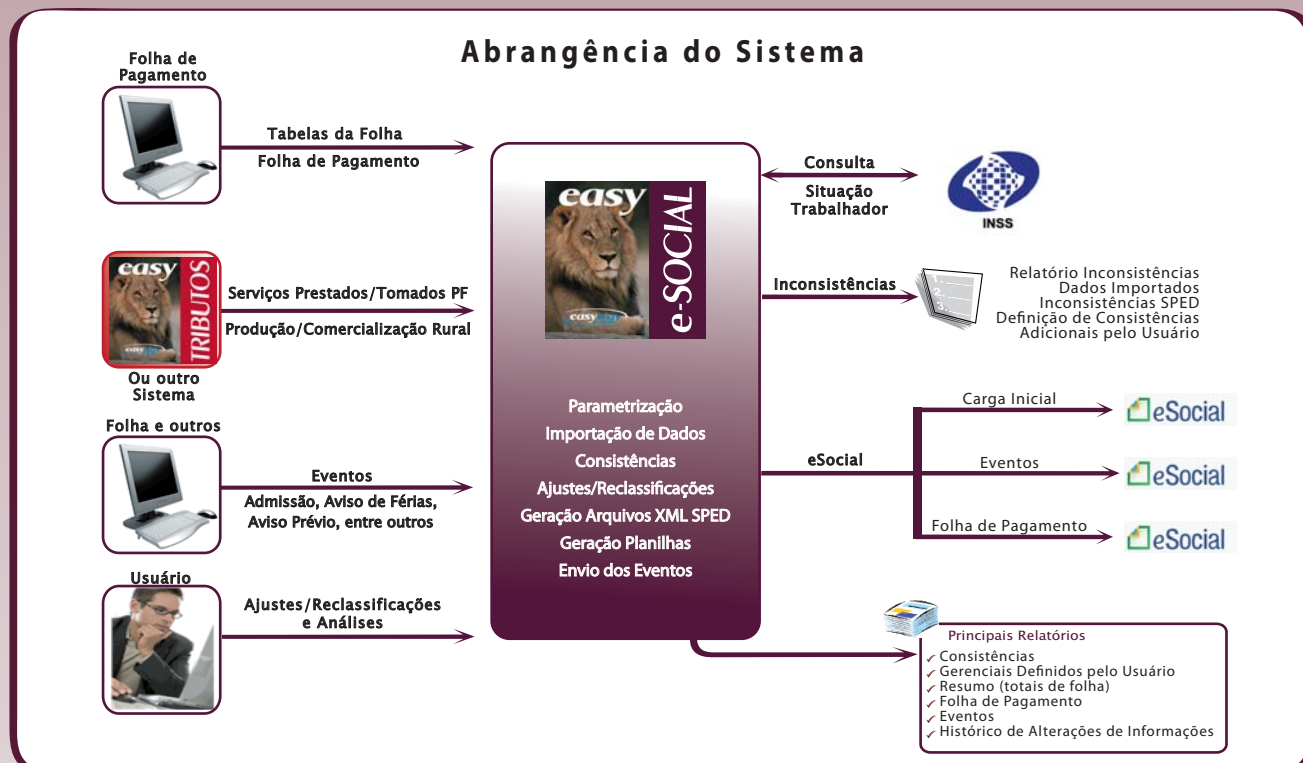 Abrangência do Sistema
Folha de
Pagamento
Tabelas da Folha
Folha de Pagamento
easy
TRIBUTOS
Ou outro
Sistema
Serviços Prestados/Tomados PF
Produção/Comercialização Rural
Folha e outros
Eventos
Admissão, Aviso de Férias,
Aviso Prévio, entre outros
Usuário
Ajustes/Reclassificações
e Análises
easy
e-SOCIAL
Parametrização
Importação de Dados
Consistências
Ajustes/Reclassificações
Geração Arquivos XML SPED
Geração Planilhas
Envio dos Eventos
Consulta
Situação
Trabalhador
INSS
Inconsistências
1.
2.
3.
Relatório Inconsistências
Dados Importados
Inconsistências SPED
Definição de Consistências
Adicionais pelo Usuário
eSocial
Carga Inicial
eSocial
Eventos
eSocial
Folha de Pagamento
eSocial
Principais Relatórios
✓ Consistências
✓ Gerenciais Definidos pelo Usuário
✓ Resumo (totais de folha)
✓ Folha de Pagamento
✓ Eventos
✓ Histórico de Alterações de Informações